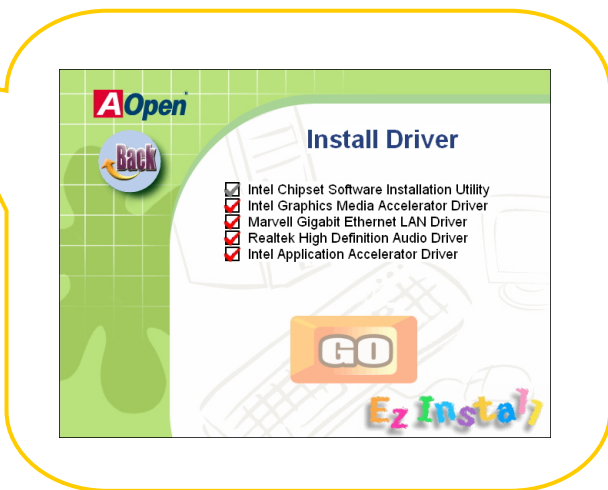 AOpen
Back
Install Driver
Intel Chipset Software Installation Utility
Intel Graphics Media Accelerator Driver
Marvell Gigabit Ethernet LAN Driver
Realtek High Definition Audio Driver
Intel Application Accelerator Driver
GO
Ez Install